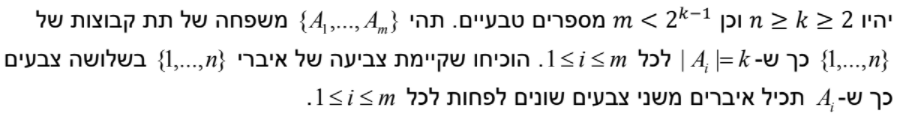 יהיו n ≥ k ≥ 2 וכן m < 2^{k−1} מספרים טבעיים. תהי {A_1,...,A_m} משפחה של תת קבוצות של
{1,...,n} כך ש-|A_i|=k לכל 1≤i≤m. הוכיחו שקיימת צביעה של איברי {1,...,n} בשלושה צבעים
כך ש-A_i תכיל איברים משני צבעים שונים לפחות לכל 1≤i≤m.